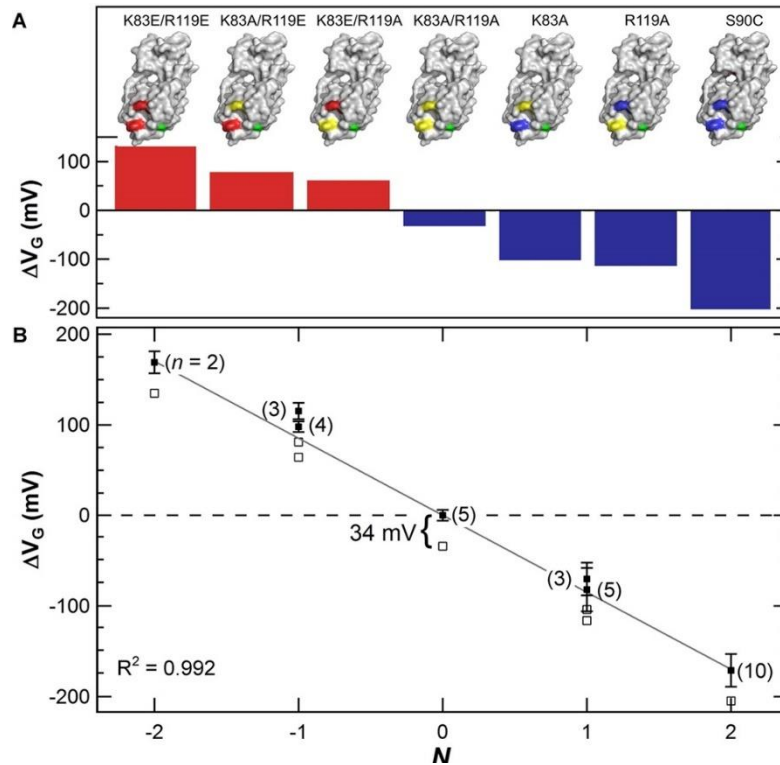 A
K83E/R119E K83A/R119E K83E/R119A K83A/R119A K83A R119A S90C
100
0
-100
-200
ΔVG (mV)
B
200
100
0
-100
-200
ΔVG (mV)
(n = 2)
(3)
(4)
(5)
34 mV {
(3)
(5)
(10)
R2 = 0.992
-2 -1 0 1 2
N